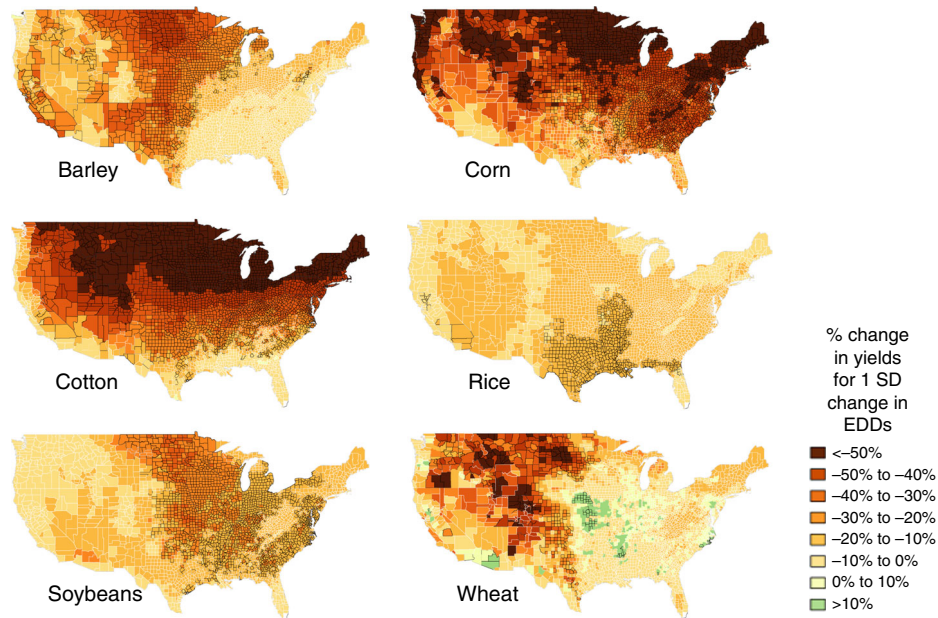 Barley
Corn
Cotton
Rice
Soybeans
Wheat
% change
in yields
for 1 SD
change in
EDDs
<–50%
–50% to –40%
–40% to –30%
–30% to –20%
–20% to –10%
–10% to 0%
0% to 10%
>10%